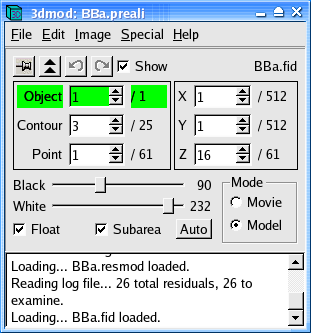 3dmod: BBa.preali
File Edit Image Special Help
Show BBa.fid
Object 1 / 1 X 1 / 512
Contour 3 / 25 Y 1 / 512
Point 1 / 61 Z 16 / 61
Black 90 Mode
White 232 Movie
Float Subarea Auto Model
Loading... BBa.resmod loaded.
Reading log file... 26 total residuals, 26 to
examine.
Loading... BBa.fid loaded.